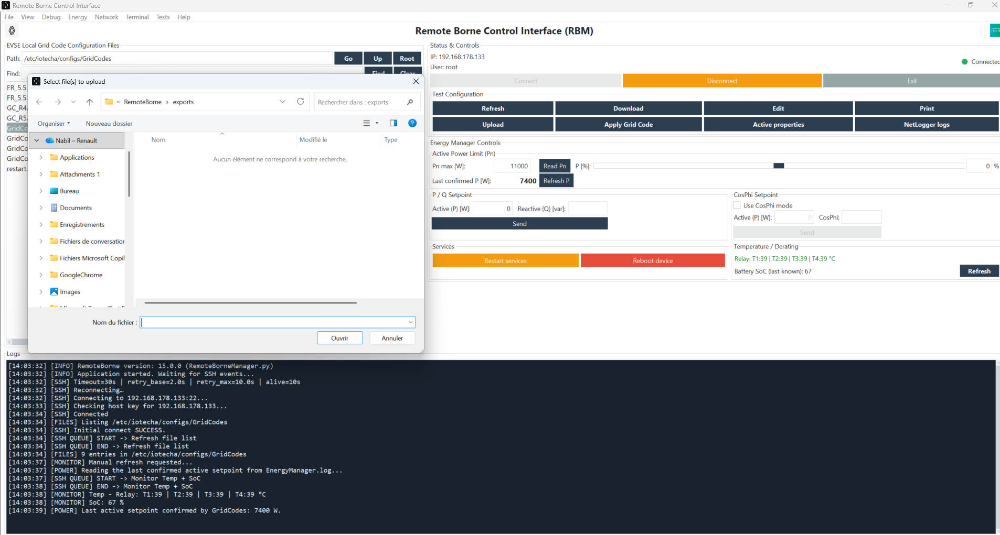 Remote Borne Control Interface
File View Debug Energy Network Terminal Tests Help
Remote Borne Control Interface (RBM)
EVSE Local Grid Code Configuration Files
Path: /etc/iotecha/configs/GridCodes Go Up Root
Find: Find Clear
FR_5.5.
FR_5.5.
GC_R4/
GC_R5/
GridCo
GridCo
GridCo
GridCo
restart.
Select file(s) to upload
« RemoteBorne › exports
Rechercher dans : exports
Organiser Nouveau dossier
Nabil – Renault
Applications
Attachments 1
Bureau
Documents
Enregistrements
Fichiers de conversation
Fichiers Microsoft Copil
GoogleChrome
Images
Nom Modifié le Type
Aucun élément ne correspond à votre recherche.
Nom du fichier :
Ouvrir Annuler
Status & Controls
IP: 192.168.178.133
User: root
Connected
Connect Disconnect Exit
Test Configuration
Refresh Download Edit Print
Upload Apply Grid Code Active properties NetLogger logs
Energy Manager Controls
Active Power Limit (Pn)
Pn max [W]: 11000 Read Pn P [%]: 0 %
Last confirmed P [W]: 7400 Refresh P
P / Q Setpoint
Active (P) [W]: 0 Reactive (Q) [var]:
Send
CosPhi Setpoint
Use CosPhi mode
Active (P) [W]: 0 CosPhi:
Send
Services
Restart services Reboot device
Temperature / Derating
Relay: T1:39 | T2:39 | T3:39 | T4:39 °C
Battery SoC (last known): 67 Refresh
Logs
[14:03:32] [INFO] RemoteBorne version: 15.0.0 (RemoteBorneManager.py)
[14:03:32] [INFO] Application started. Waiting for SSH events...
[14:03:32] [SSH] Timeout=30s | retry_base=2.0s | retry_max=10.0s | alive=10s
[14:03:32] [SSH] Reconnecting…
[14:03:32] [SSH] Connecting to 192.168.178.133:22...
[14:03:33] [SSH] Checking host key for 192.168.178.133...
[14:03:34] [SSH] Connected
[14:03:34] [FILES] Listing /etc/iotecha/configs/GridCodes
[14:03:34] [SSH] Initial connect SUCCESS.
[14:03:34] [SSH QUEUE] START -> Refresh file list
[14:03:34] [SSH QUEUE] END -> Refresh file list
[14:03:34] [FILES] 9 entries in /etc/iotecha/configs/GridCodes
[14:03:37] [MONITOR] Manual refresh requested...
[14:03:37] [POWER] Reading the last confirmed active setpoint from EnergyManager.log...
[14:03:37] [SSH QUEUE] START -> Monitor Temp + SoC
[14:03:38] [SSH QUEUE] END -> Monitor Temp + SoC
[14:03:38] [MONITOR] Temp - Relay: T1:39 | T2:39 | T3:39 | T4:39 °C
[14:03:38] [MONITOR] SoC: 67 %
[14:03:39] [POWER] Last active setpoint confirmed by GridCodes: 7400 W.